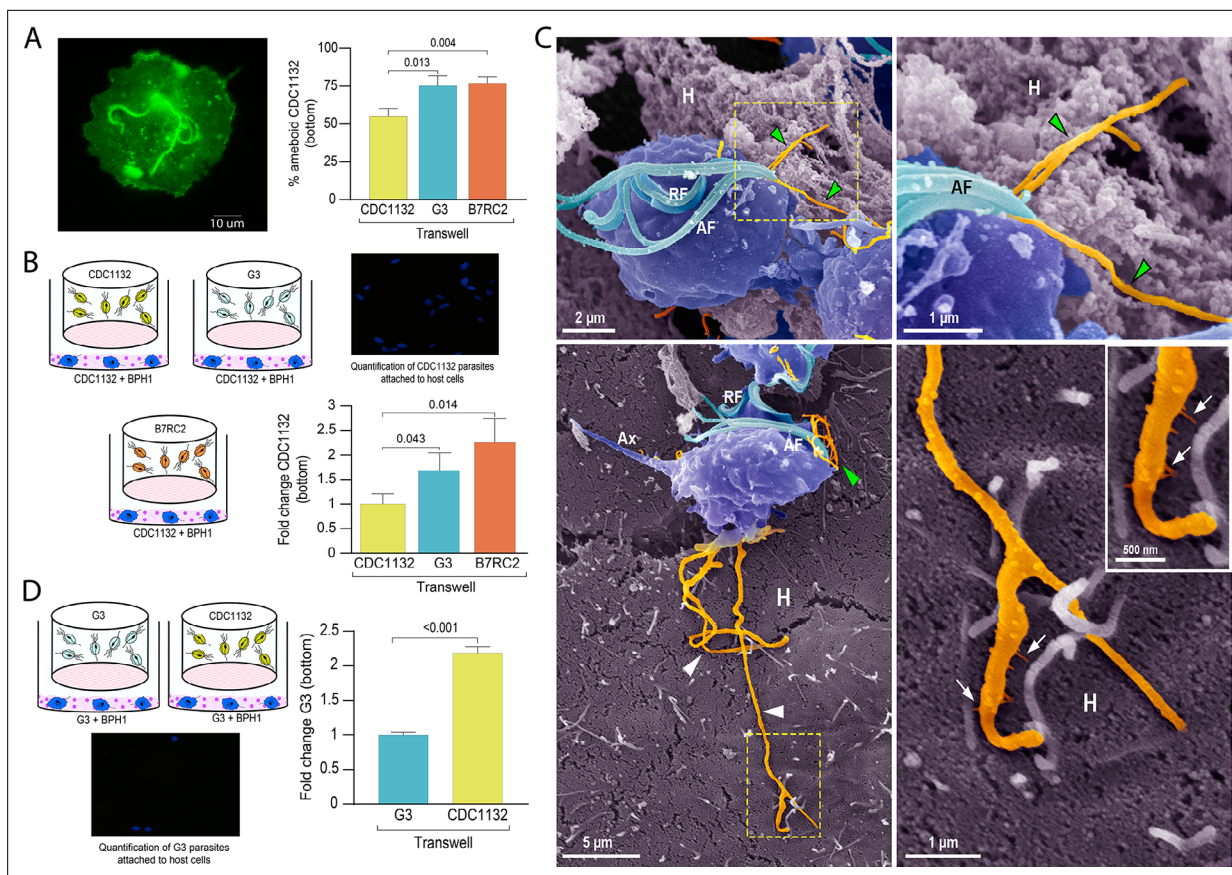 A
10 um
% ameboid CDC1132
(bottom)
100
75
50
25
0
0.004
0.013
CDC1132
G3
B7RC2
Transwell
B
CDC1132
CDC1132 + BPH1
G3
CDC1132 + BPH1
Quantification of CDC1132 parasites
attached to host cells
B7RC2
CDC1132 + BPH1
Fold change CDC1132
(bottom)
3
2.5
2
1.5
1
0.5
0
0.014
0.043
CDC1132
G3
B7RC2
Transwell
D
G3
G3 + BPH1
CDC1132
G3 + BPH1
Quantification of G3 parasites
attached to host cells
Fold change G3 (bottom)
2.5
2
1.5
1
0.5
0
<0.001
G3
CDC1132
Transwell
C
H
RF
AF
2 µm
H
AF
1 µm
RF
Ax
AF
H
5 µm
500 nm
H
1 µm